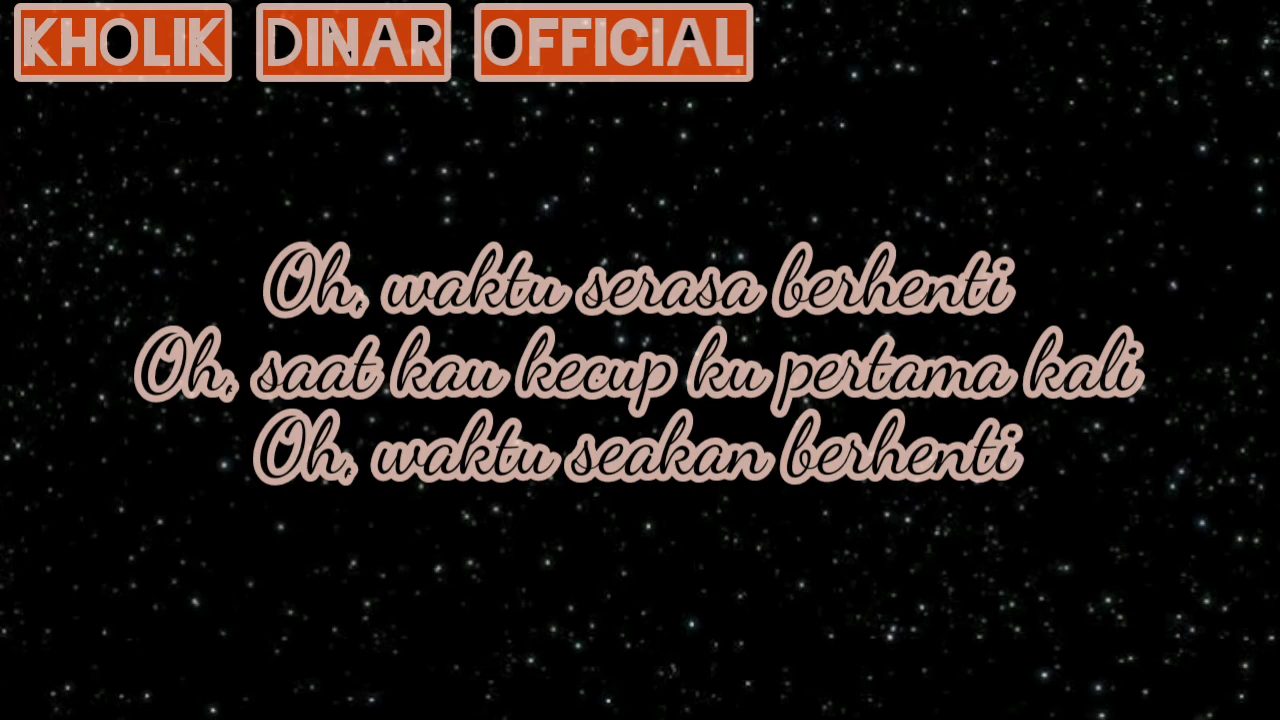 KHOLIK DINAR OFFICIAL
Oh, waktu serasa berhenti
Oh, saat kau kecup ku pertama kali
Oh, waktu seakan berhenti